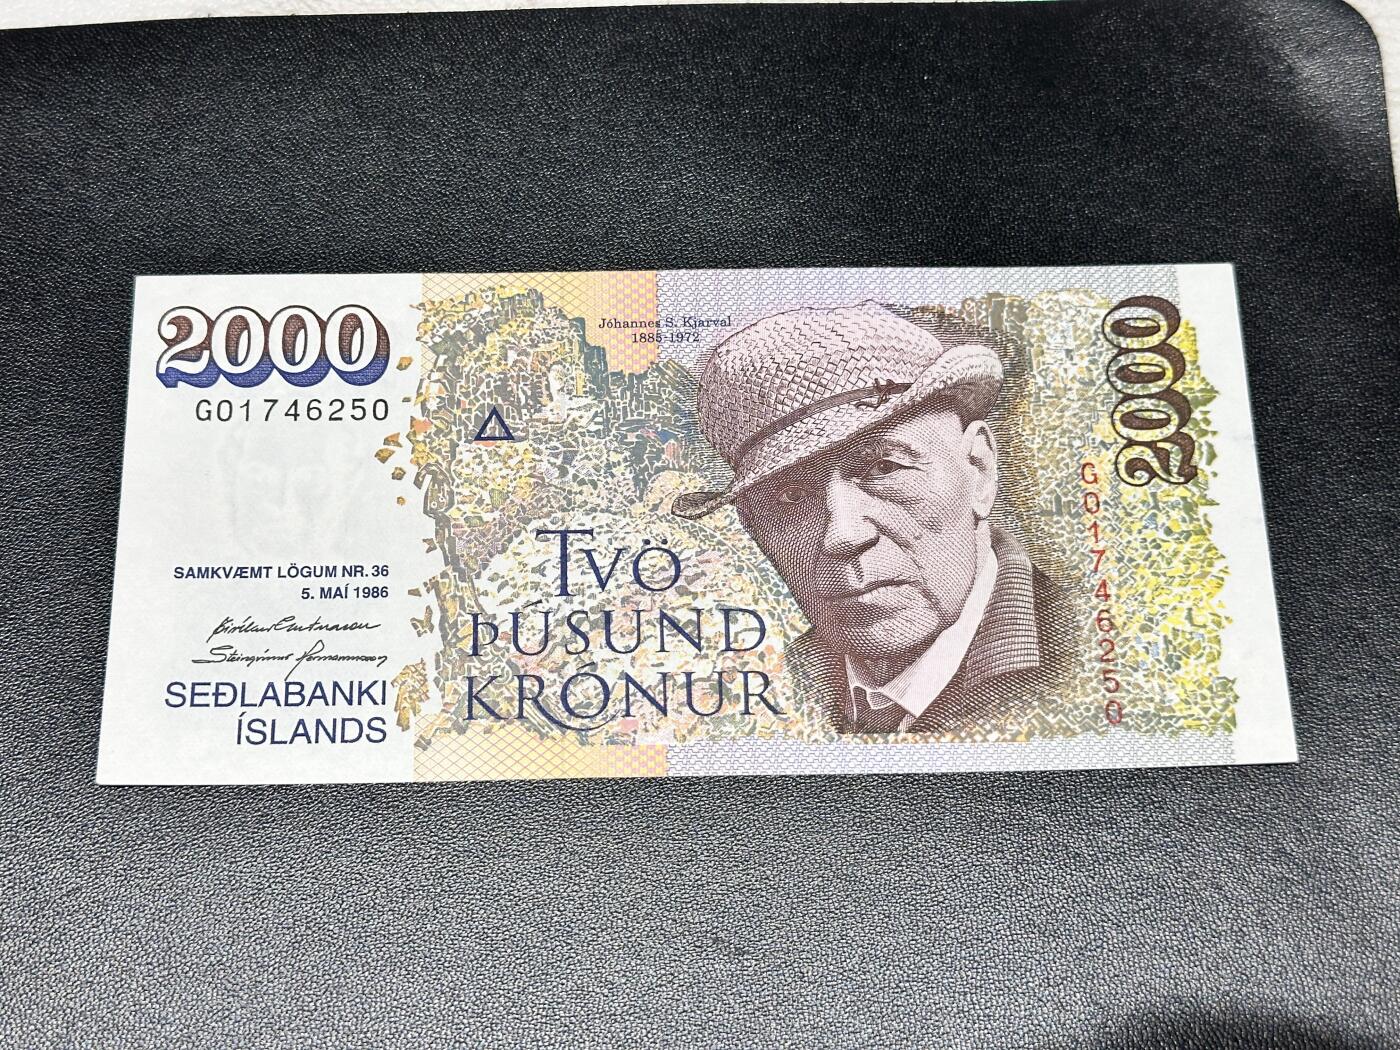 2000
G01746250
Jóhannes S. Kjarval
1885-1972
TVÖ
ÞÚSUND
KRÓNUR
SAMKVÆMT LÖGUM NR. 36
5. MAÍ 1986
SEÐLABANKI
ÍSLANDS
2000
G01746250